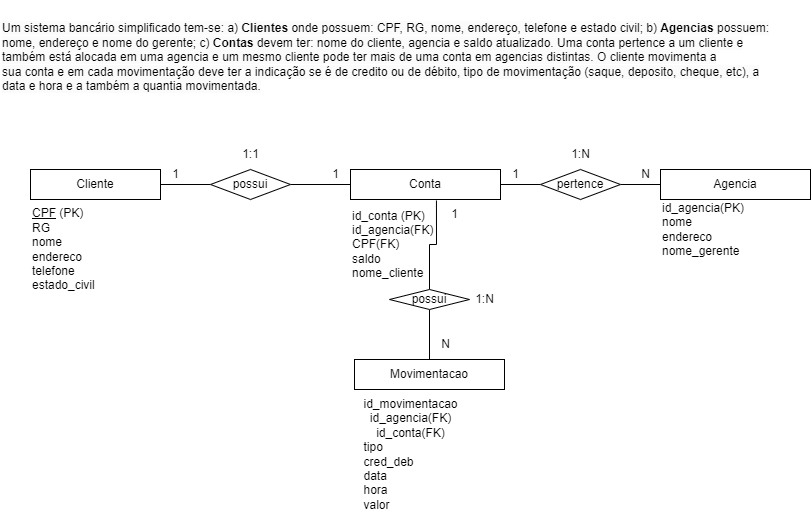 Um sistema bancário simplificado tem-se: a) Clientes onde possuem: CPF, RG, nome, endereço, telefone e estado civil; b) Agencias possuem:
nome, endereço e nome do gerente; c) Contas devem ter: nome do cliente, agencia e saldo atualizado. Uma conta pertence a um cliente e
também está alocada em uma agencia e um mesmo cliente pode ter mais de uma conta em agencias distintas. O cliente movimenta a
sua conta e em cada movimentação deve ter a indicação se é de credito ou de débito, tipo de movimentação (saque, deposito, cheque, etc), a
data e hora e a também a quantia movimentada.
1:1
1:N
Cliente
1
possui
1
Conta
1
pertence
N
Agencia
CPF (PK)
RG
nome
endereco
telefone
estado_civil
id_conta (PK)
id_agencia(FK)
CPF(FK)
saldo
nome_cliente
1
id_agencia(PK)
nome
endereco
nome_gerente
possui
1:N
N
Movimentacao
id_movimentacao
id_agencia(FK)
id_conta(FK)
tipo
cred_deb
data
hora
valor